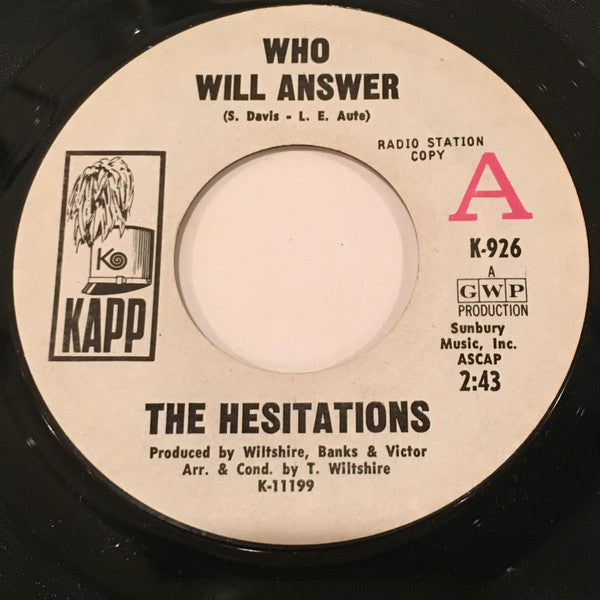 WHO
WILL ANSWER
(S. Davis - L. E. Aute)
RADIO STATION
COPY
A
K-926
A
GWP
PRODUCTION
Sunbury
Music, Inc.
ASCAP
2:43
K
KAPP
THE HESITATIONS
Produced by Wiltshire, Banks & Victor
Arr. & Cond. by T. Wiltshire
K-11199